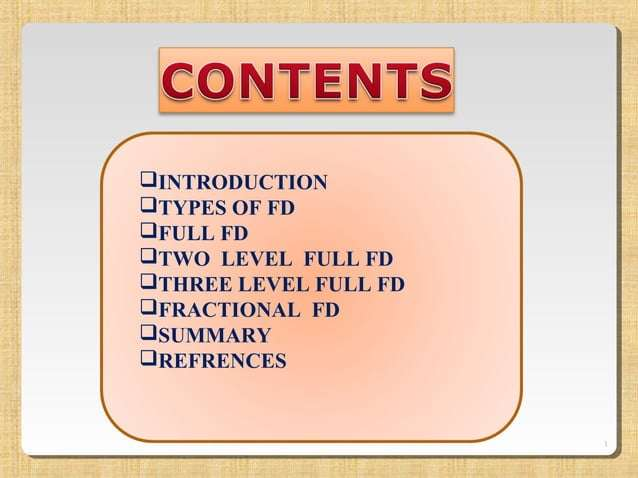 CONTENTS
❑INTRODUCTION
❑TYPES OF FD
❑FULL FD
❑TWO LEVEL FULL FD
❑THREE LEVEL FULL FD
❑FRACTIONAL FD
❑SUMMARY
❑REFRENCES
1